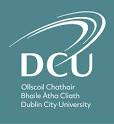 DCU
Ollscoil Chathair
Bhaile Átha Cliath
Dublin City University